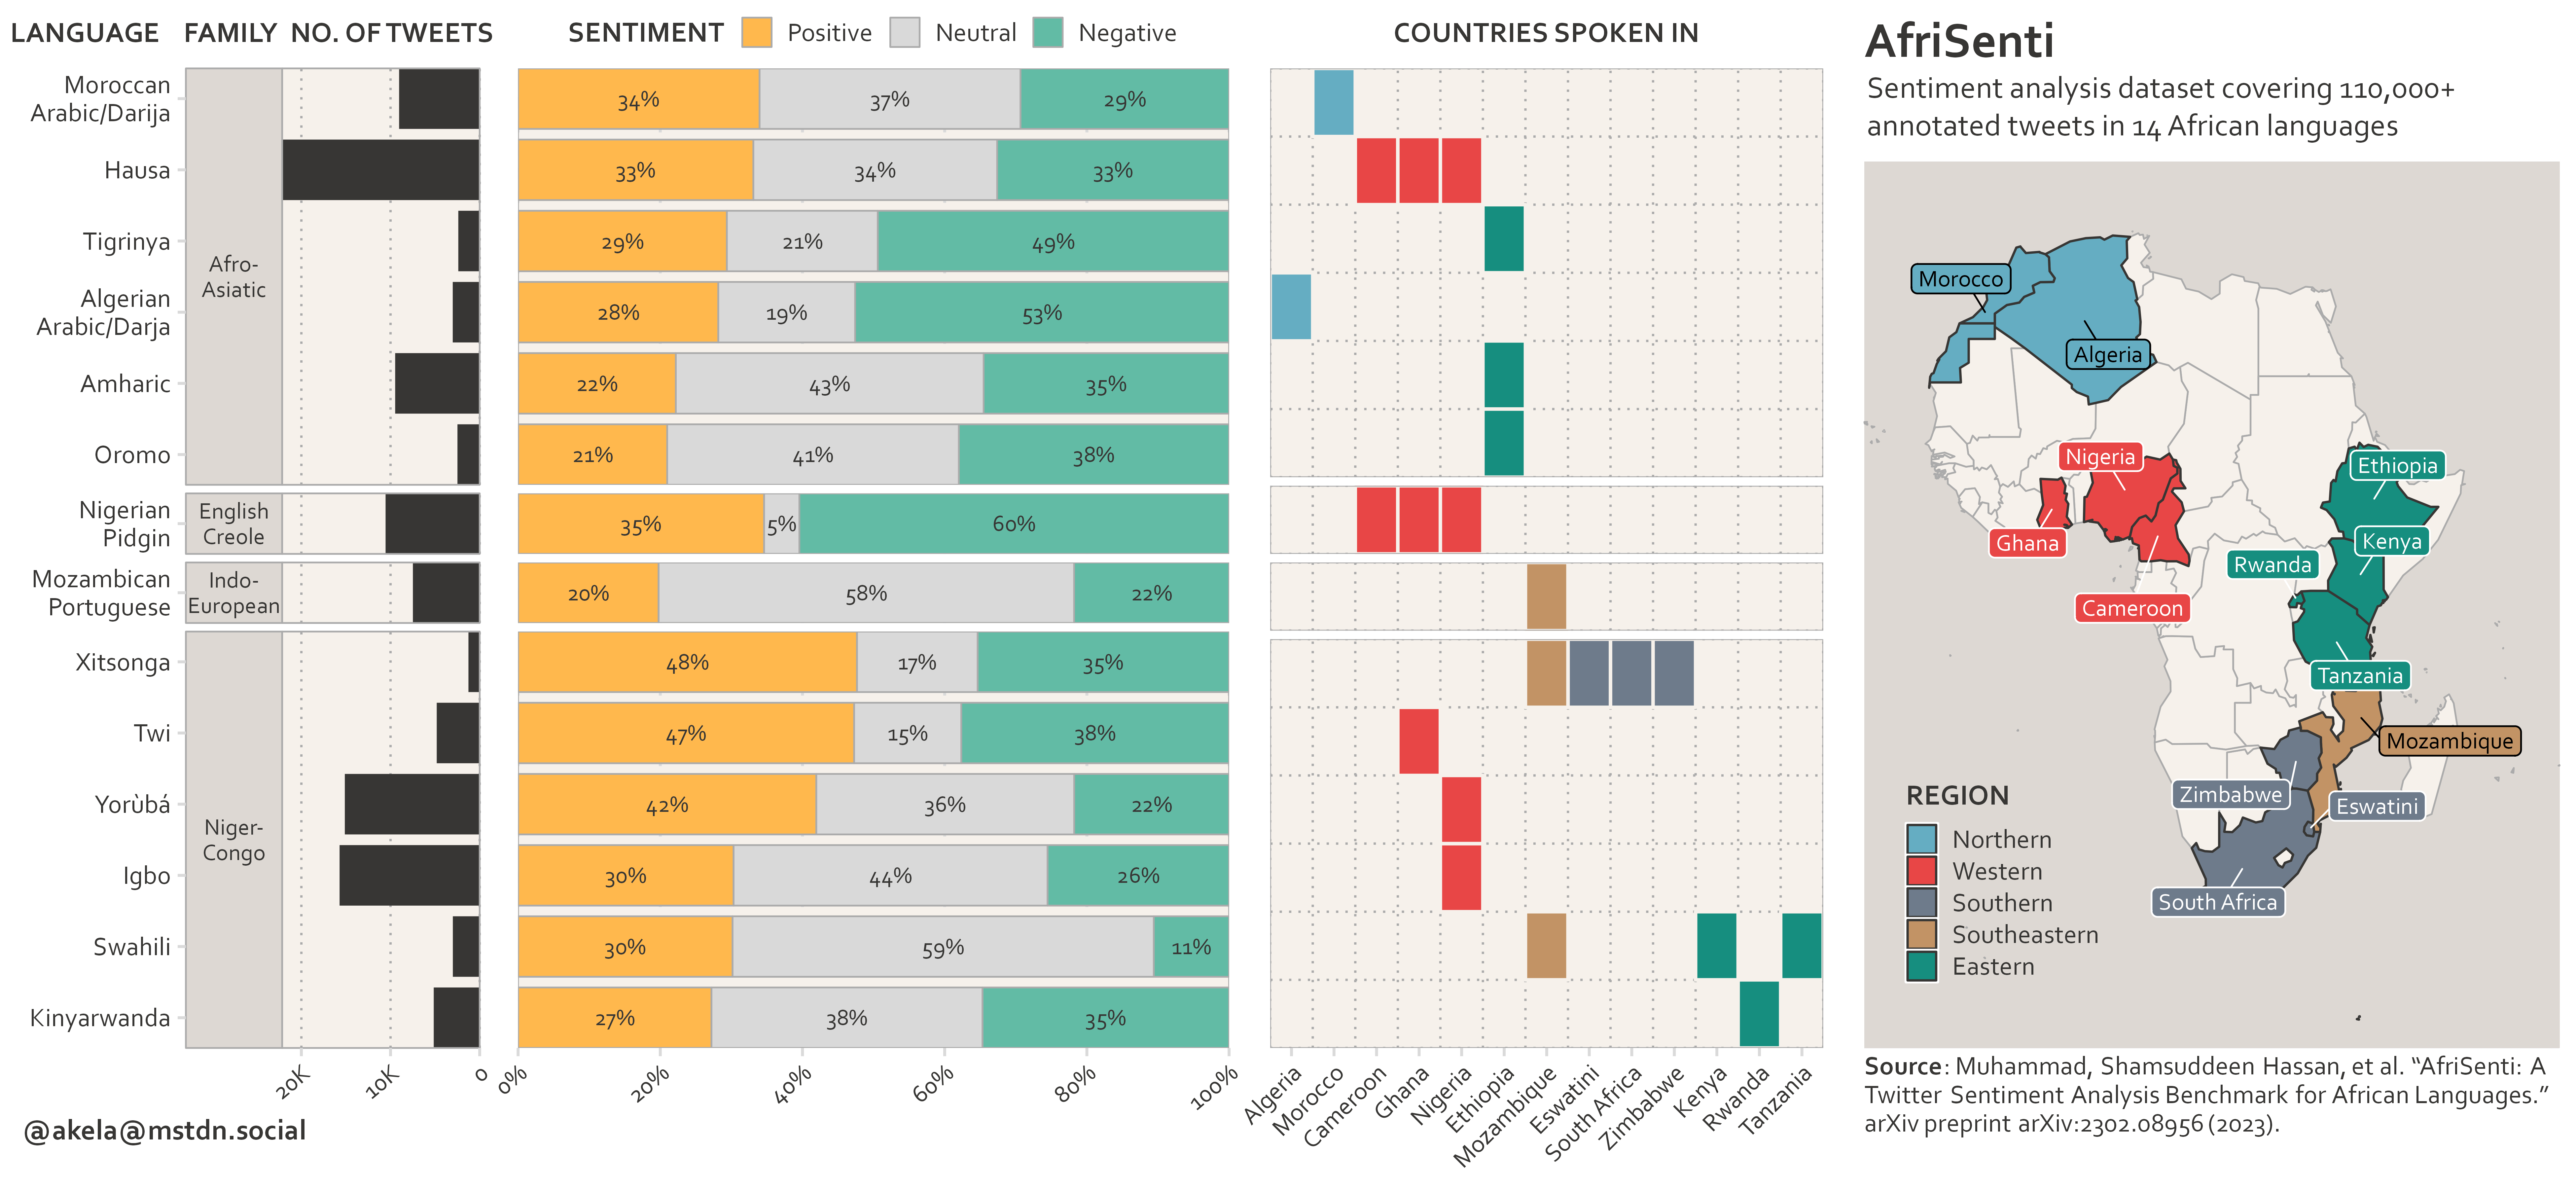 LANGUAGE FAMILY NO. OF TWEETS
SENTIMENT Positive Neutral Negative
COUNTRIES SPOKEN IN
Moroccan
Arabic/Darija
Hausa
Tigrinya
Algerian
Arabic/Darja
Amharic
Oromo
Nigerian
Pidgin
Mozambican
Portuguese
Xitsonga
Twi
Yorùbá
Igbo
Swahili
Kinyarwanda
Afro-
Asiatic
English
Creole
Indo-
European
Niger-
Congo
20K 10K 0
34% 37% 29%
33% 34% 33%
29% 21% 49%
28% 19% 53%
22% 43% 35%
21% 41% 38%
35% 5% 60%
20% 58% 22%
48% 17% 35%
47% 15% 38%
42% 36% 22%
30% 44% 26%
30% 59% 11%
27% 38% 35%
0% 20% 40% 60% 80% 100%
Algeria
Morocco
Cameroon
Ghana
Nigeria
Ethiopia
Mozambique
Eswatini
South Africa
Zimbabwe
Kenya
Rwanda
Tanzania
@akela@mstdn.social
AfriSenti
Sentiment analysis dataset covering 110,000+
annotated tweets in 14 African languages
Morocco
Algeria
Nigeria
Ethiopia
Ghana
Kenya
Rwanda
Cameroon
Tanzania
Mozambique
Zimbabwe
Eswatini
South Africa
REGION
Northern
Western
Southern
Southeastern
Eastern
Source: Muhammad, Shamsuddeen Hassan, et al. “AfriSenti: A
Twitter Sentiment Analysis Benchmark for African Languages.”
arXiv preprint arXiv:2302.08956 (2023).